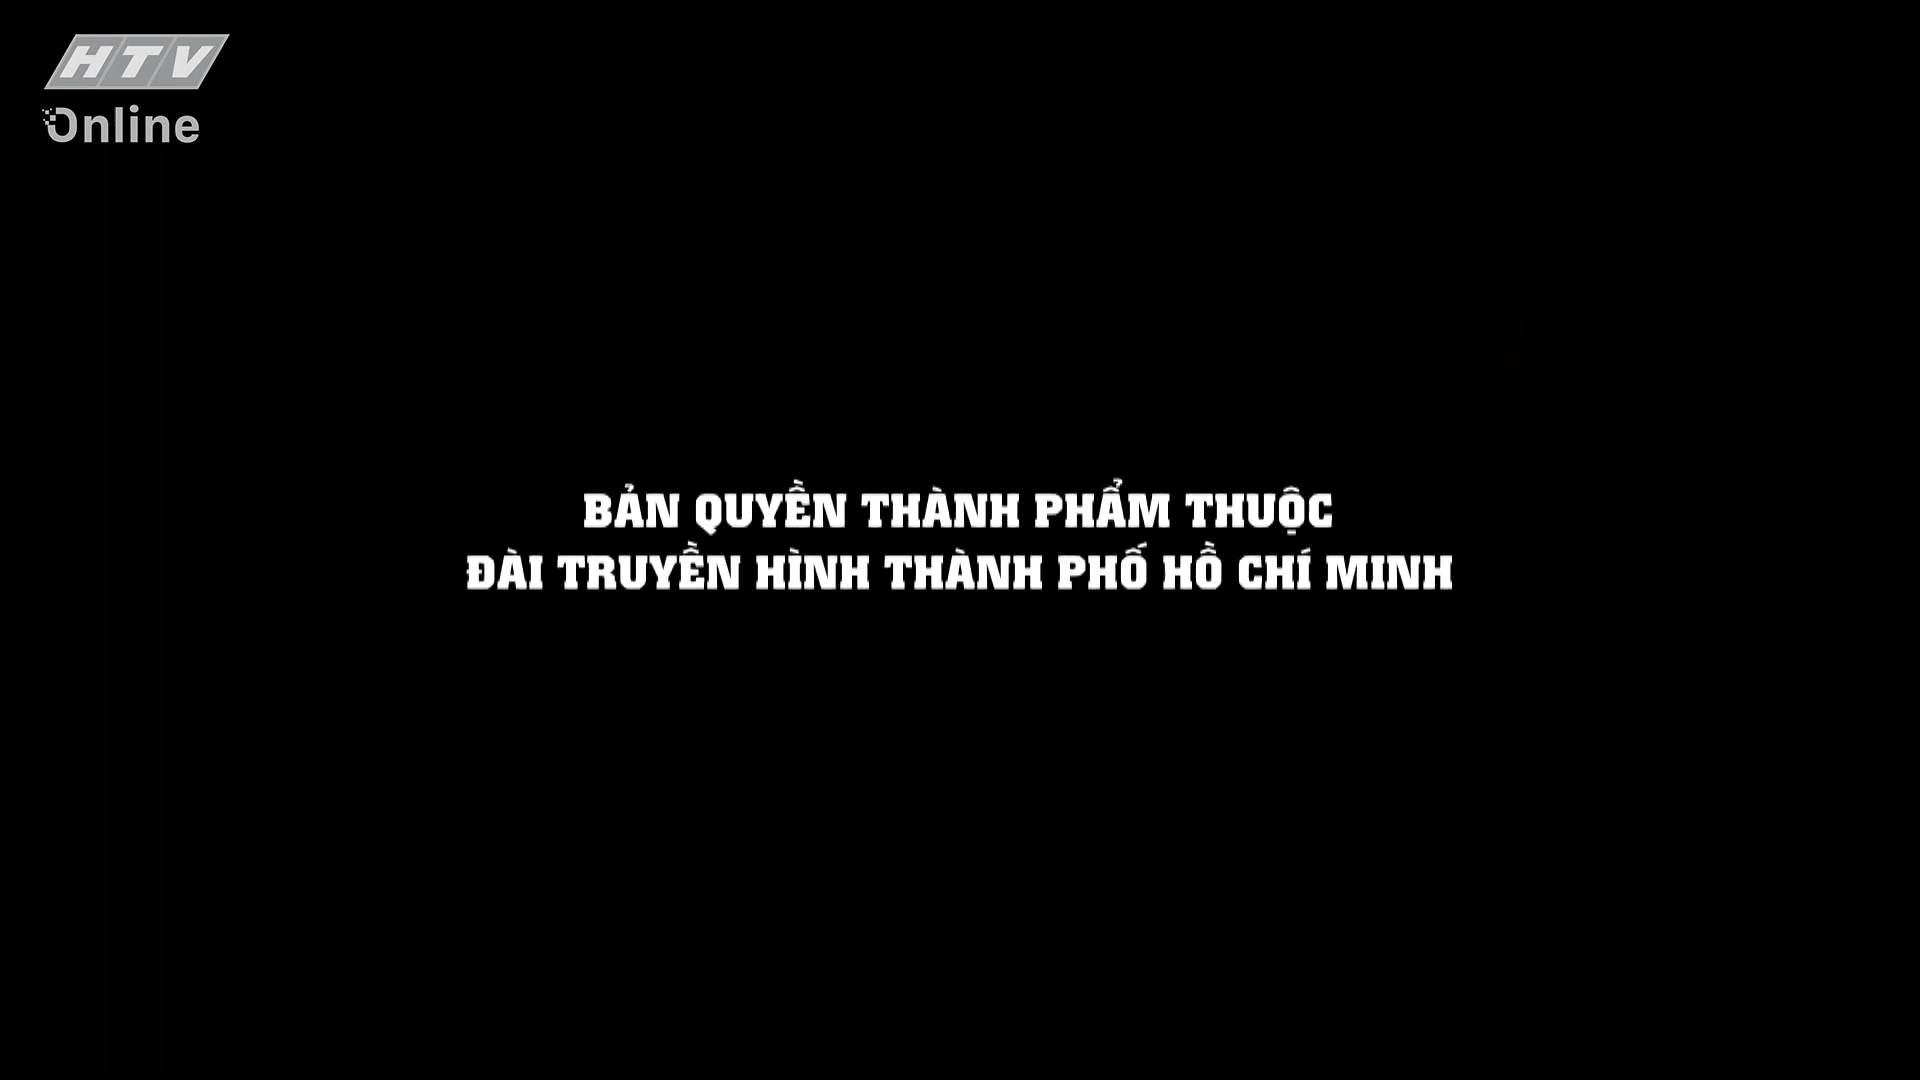 HTV
Online
BẢN QUYỀN THÀNH PHẨM THUỘC
ĐÀI TRUYỀN HÌNH THÀNH PHỐ HỒ CHÍ MINH